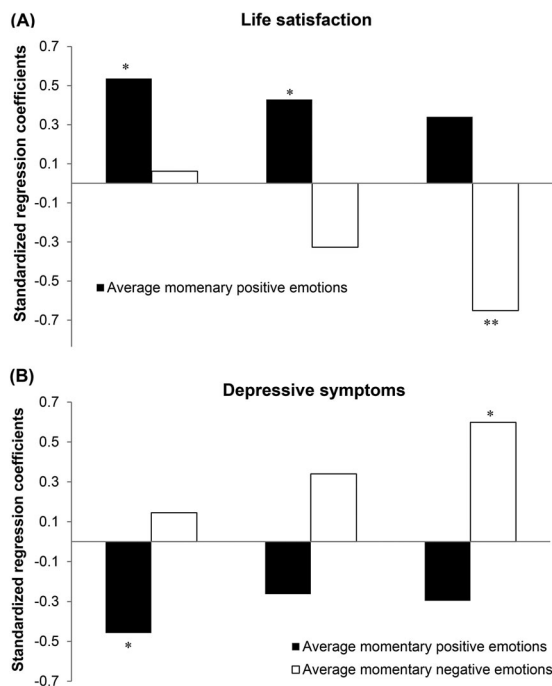 (A)
Life satisfaction
Standardized regression coefficients
0.7
0.5
0.3
0.1
-0.1
-0.3
-0.5
-0.7
*
*
**
Average momenary positive emotions
(B)
Depressive symptoms
Standardized regression coefficients
0.7
0.5
0.3
0.1
-0.1
-0.3
-0.5
-0.7
*
*
Average momentary positive emotions
Average momentary negative emotions